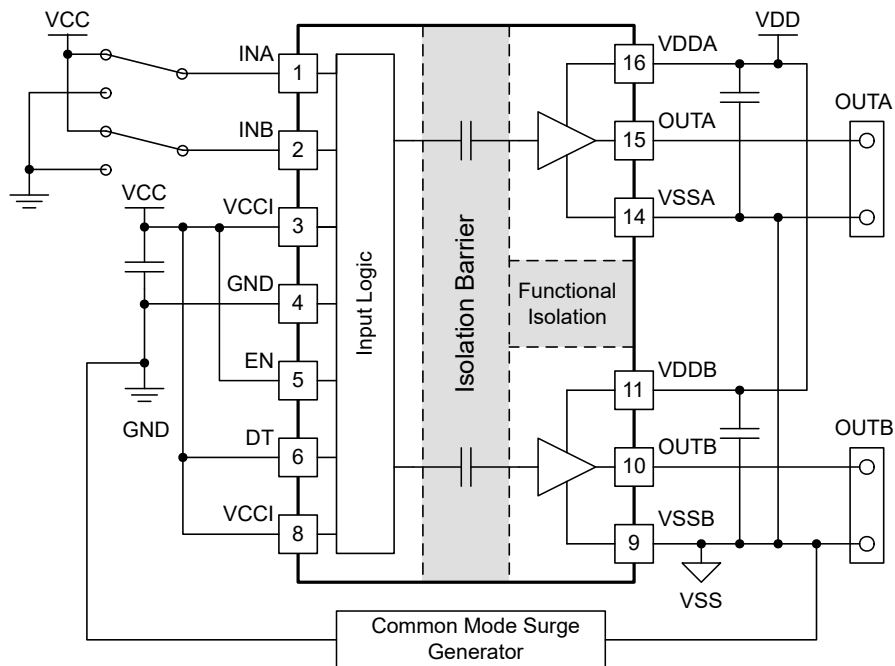 VCC
VDD
INA
1
INB
2
VCC
VCCI
3
GND
4
EN
5
GND
DT
6
VCCI
8
Input Logic
Isolation Barrier
Functional
Isolation
16
VDDA
15
OUTA
14
VSSA
OUTA
11
VDDB
10
OUTB
9
VSSB
OUTB
VSS
Common Mode Surge
Generator